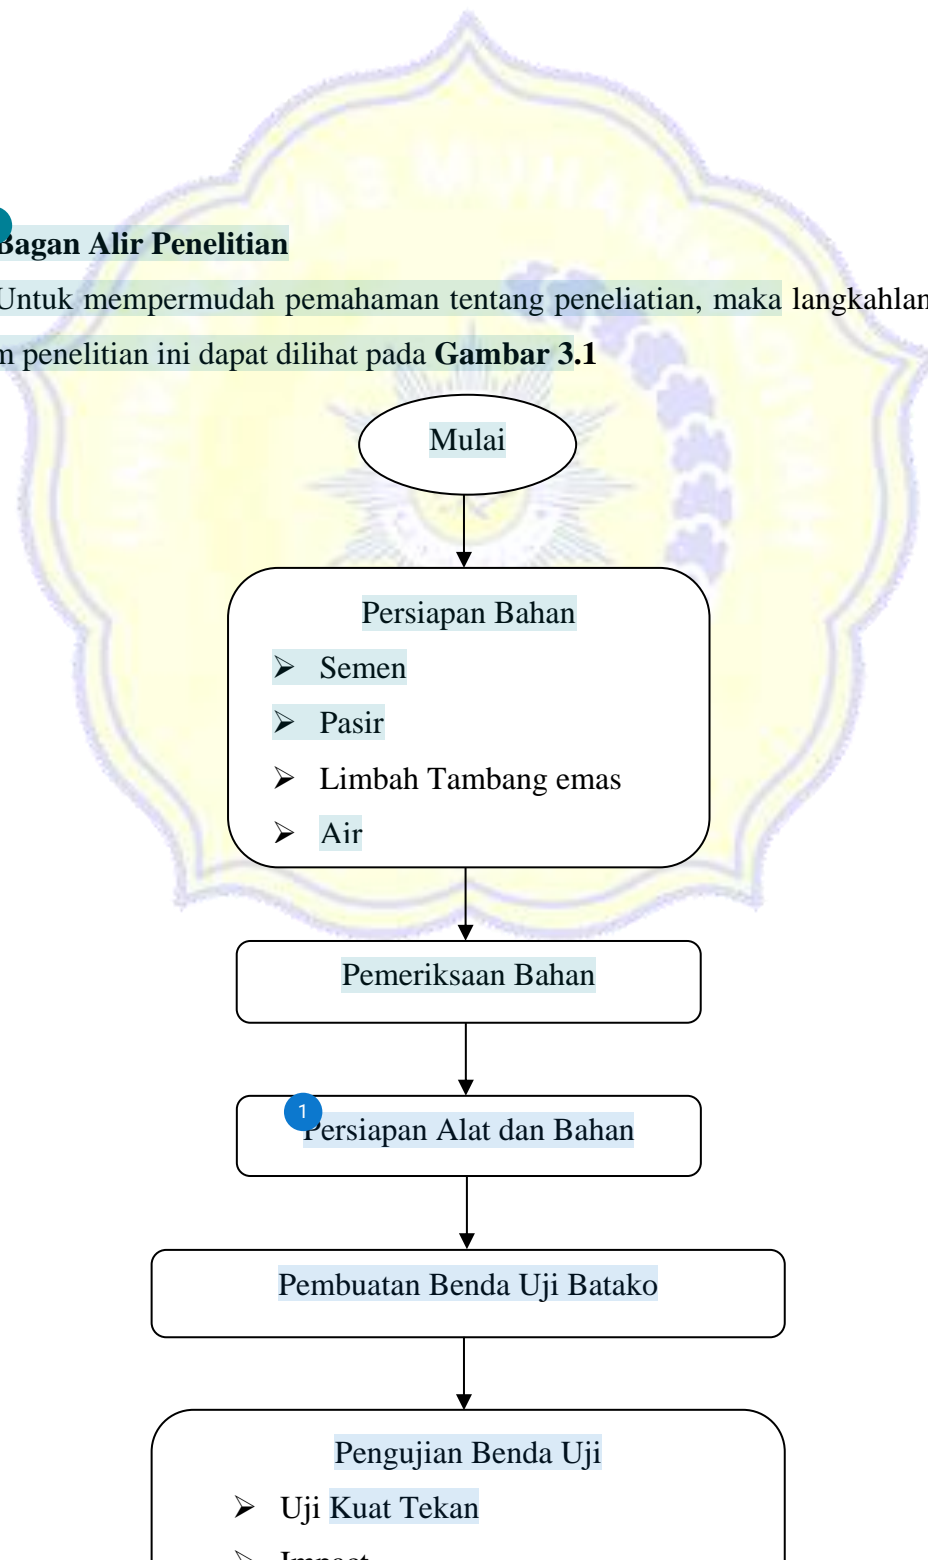 Bagan Alir Penelitian
Untuk mempermudah pemahaman tentang peneliatian, maka langkahlan
penelitian ini dapat dilihat pada Gambar 3.1
Mulai
Persiapan Bahan
➢ Semen
➢ Pasir
➢ Limbah Tambang emas
➢ Air
Pemeriksaan Bahan
1
Persiapan Alat dan Bahan
Pembuatan Benda Uji Batako
Pengujian Benda Uji
➢ Uji Kuat Tekan